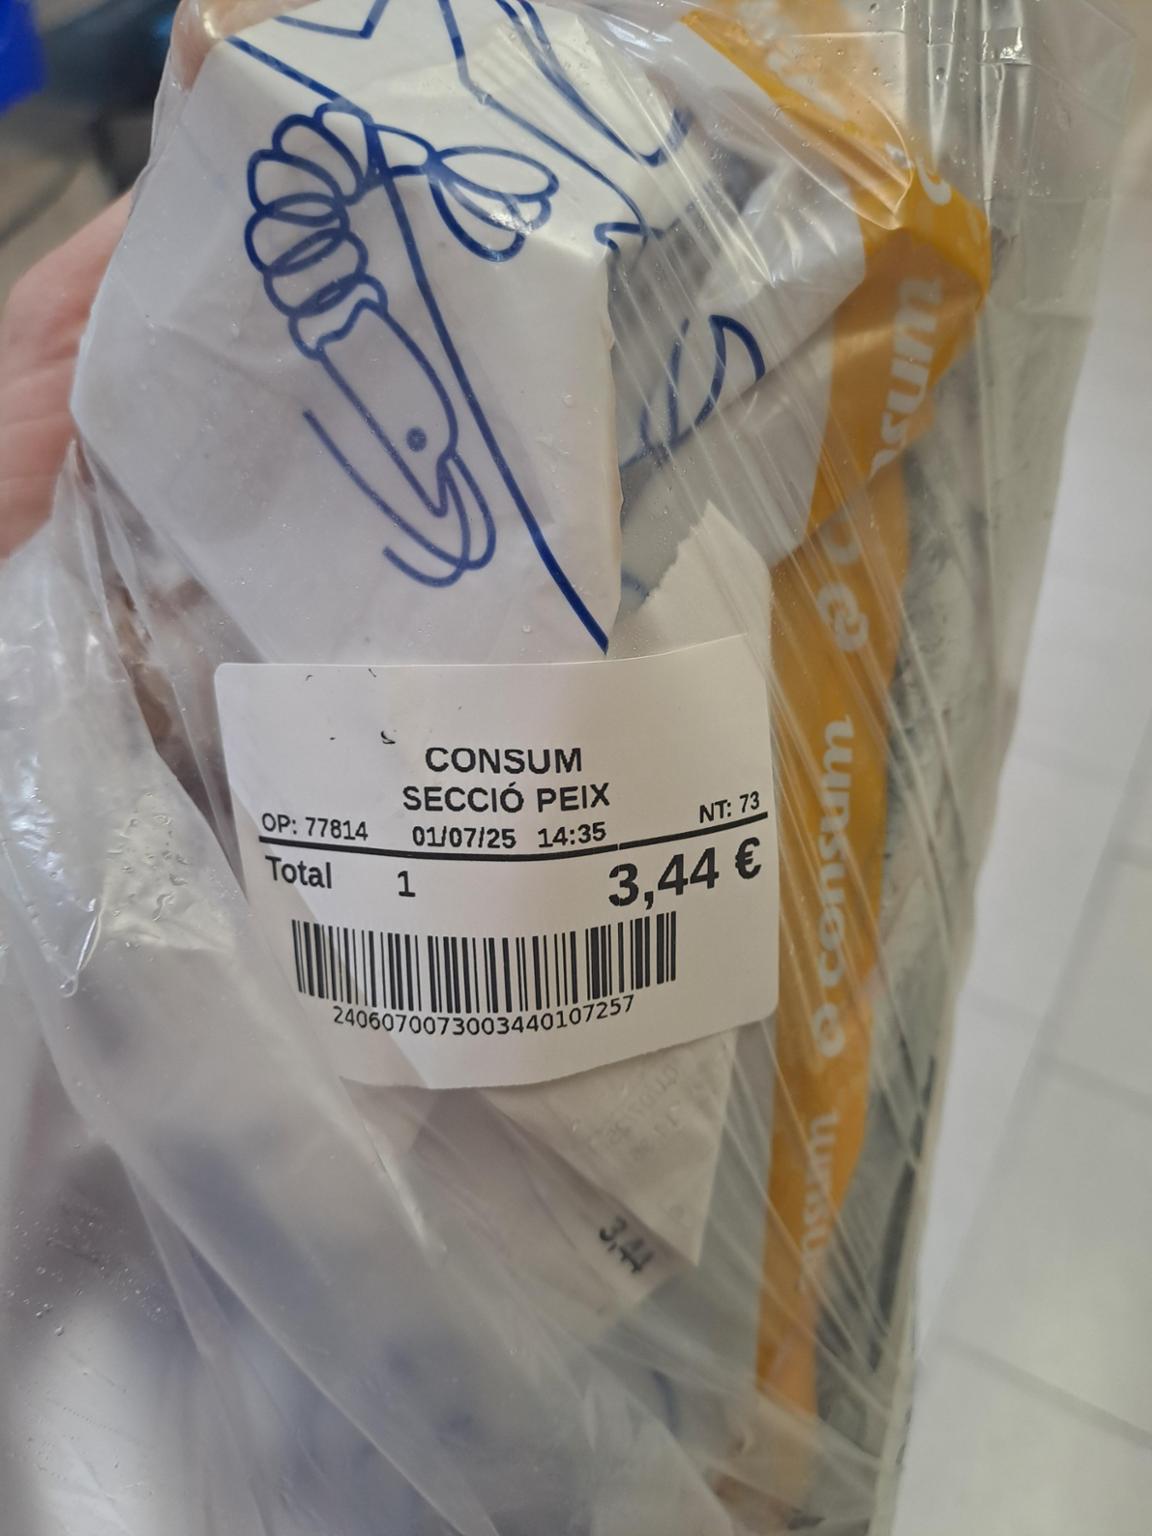 consum
consum
CONSUM
SECCIÓ PEIX
OP: 77814 01/07/25 14:35 NT: 73
Total 1 3,44 €
2406070073003440107257
3,44